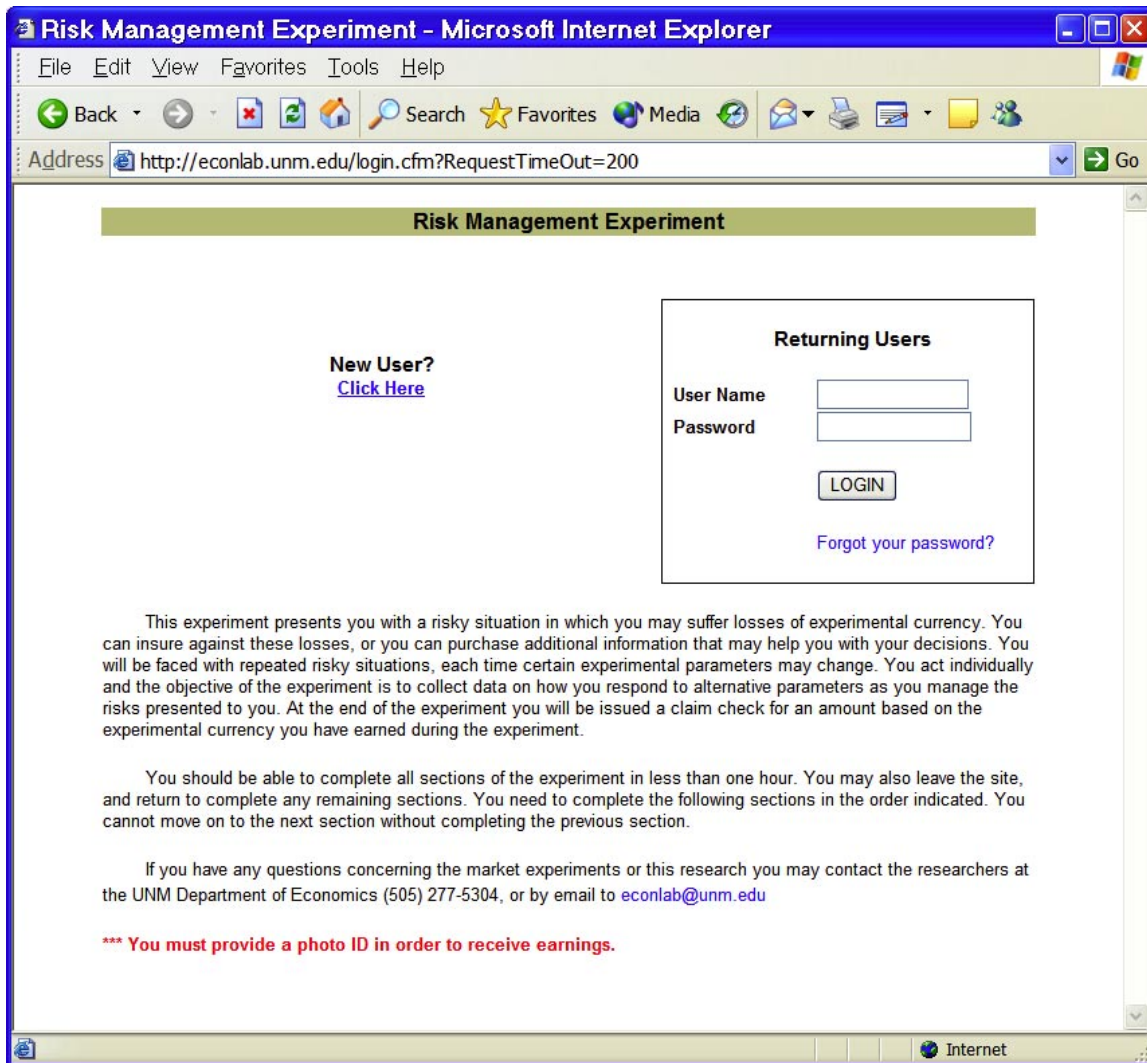 Risk Management Experiment - Microsoft Internet Explorer
File Edit View Favorites Tools Help
Back Search Favorites Media
Address http://econlab.unm.edu/login.cfm?RequestTimeOut=200 Go
Risk Management Experiment
New User?
Click Here
Returning Users
User Name
Password
LOGIN
Forgot your password?
This experiment presents you with a risky situation in which you may suffer losses of experimental currency. You
can insure against these losses, or you can purchase additional information that may help you with your decisions. You
will be faced with repeated risky situations, each time certain experimental parameters may change. You act individually
and the objective of the experiment is to collect data on how you respond to alternative parameters as you manage the
risks presented to you. At the end of the experiment you will be issued a claim check for an amount based on the
experimental currency you have earned during the experiment.
You should be able to complete all sections of the experiment in less than one hour. You may also leave the site,
and return to complete any remaining sections. You need to complete the following sections in the order indicated. You
cannot move on to the next section without completing the previous section.
If you have any questions concerning the market experiments or this research you may contact the researchers at
the UNM Department of Economics (505) 277-5304, or by email to econlab@unm.edu
*** You must provide a photo ID in order to receive earnings.
Internet